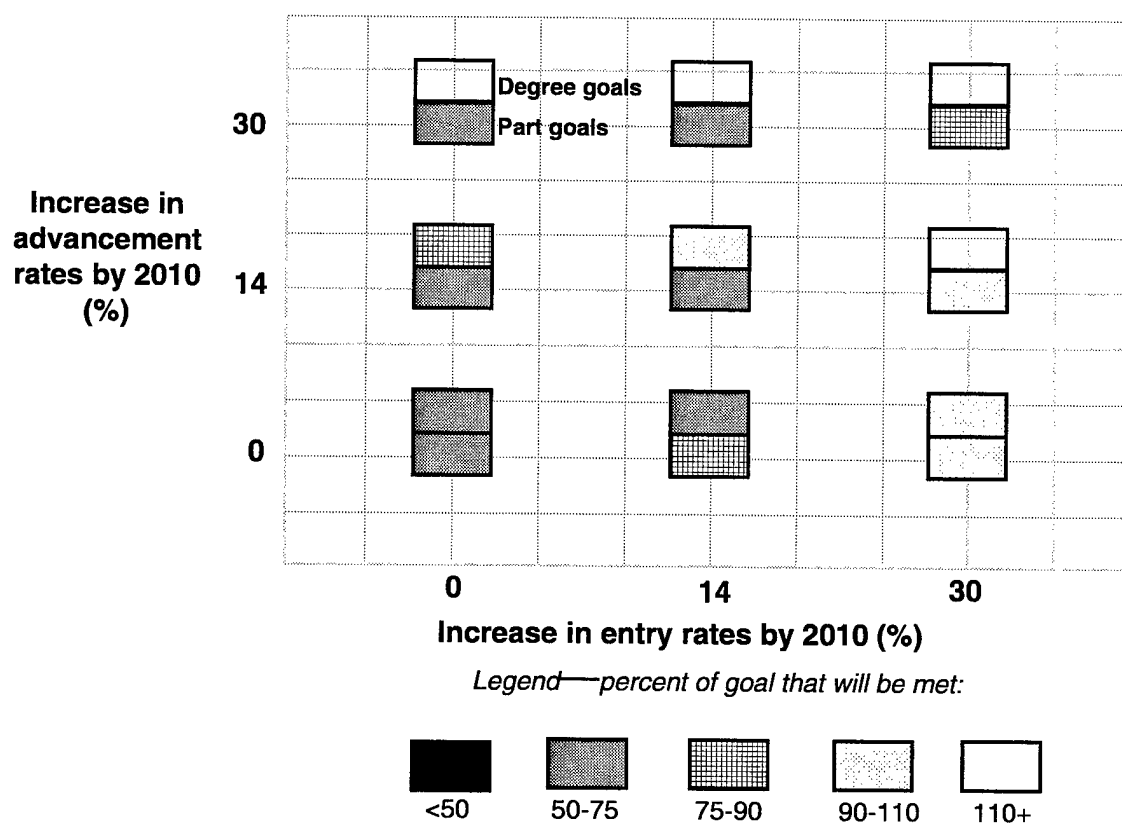 Degree goals
Part goals
30
Increase in
advancement
rates by 2010
(%)
14
0
0 14 30
Increase in entry rates by 2010 (%)
Legend—percent of goal that will be met:
<50 50-75 75-90 90-110 110+